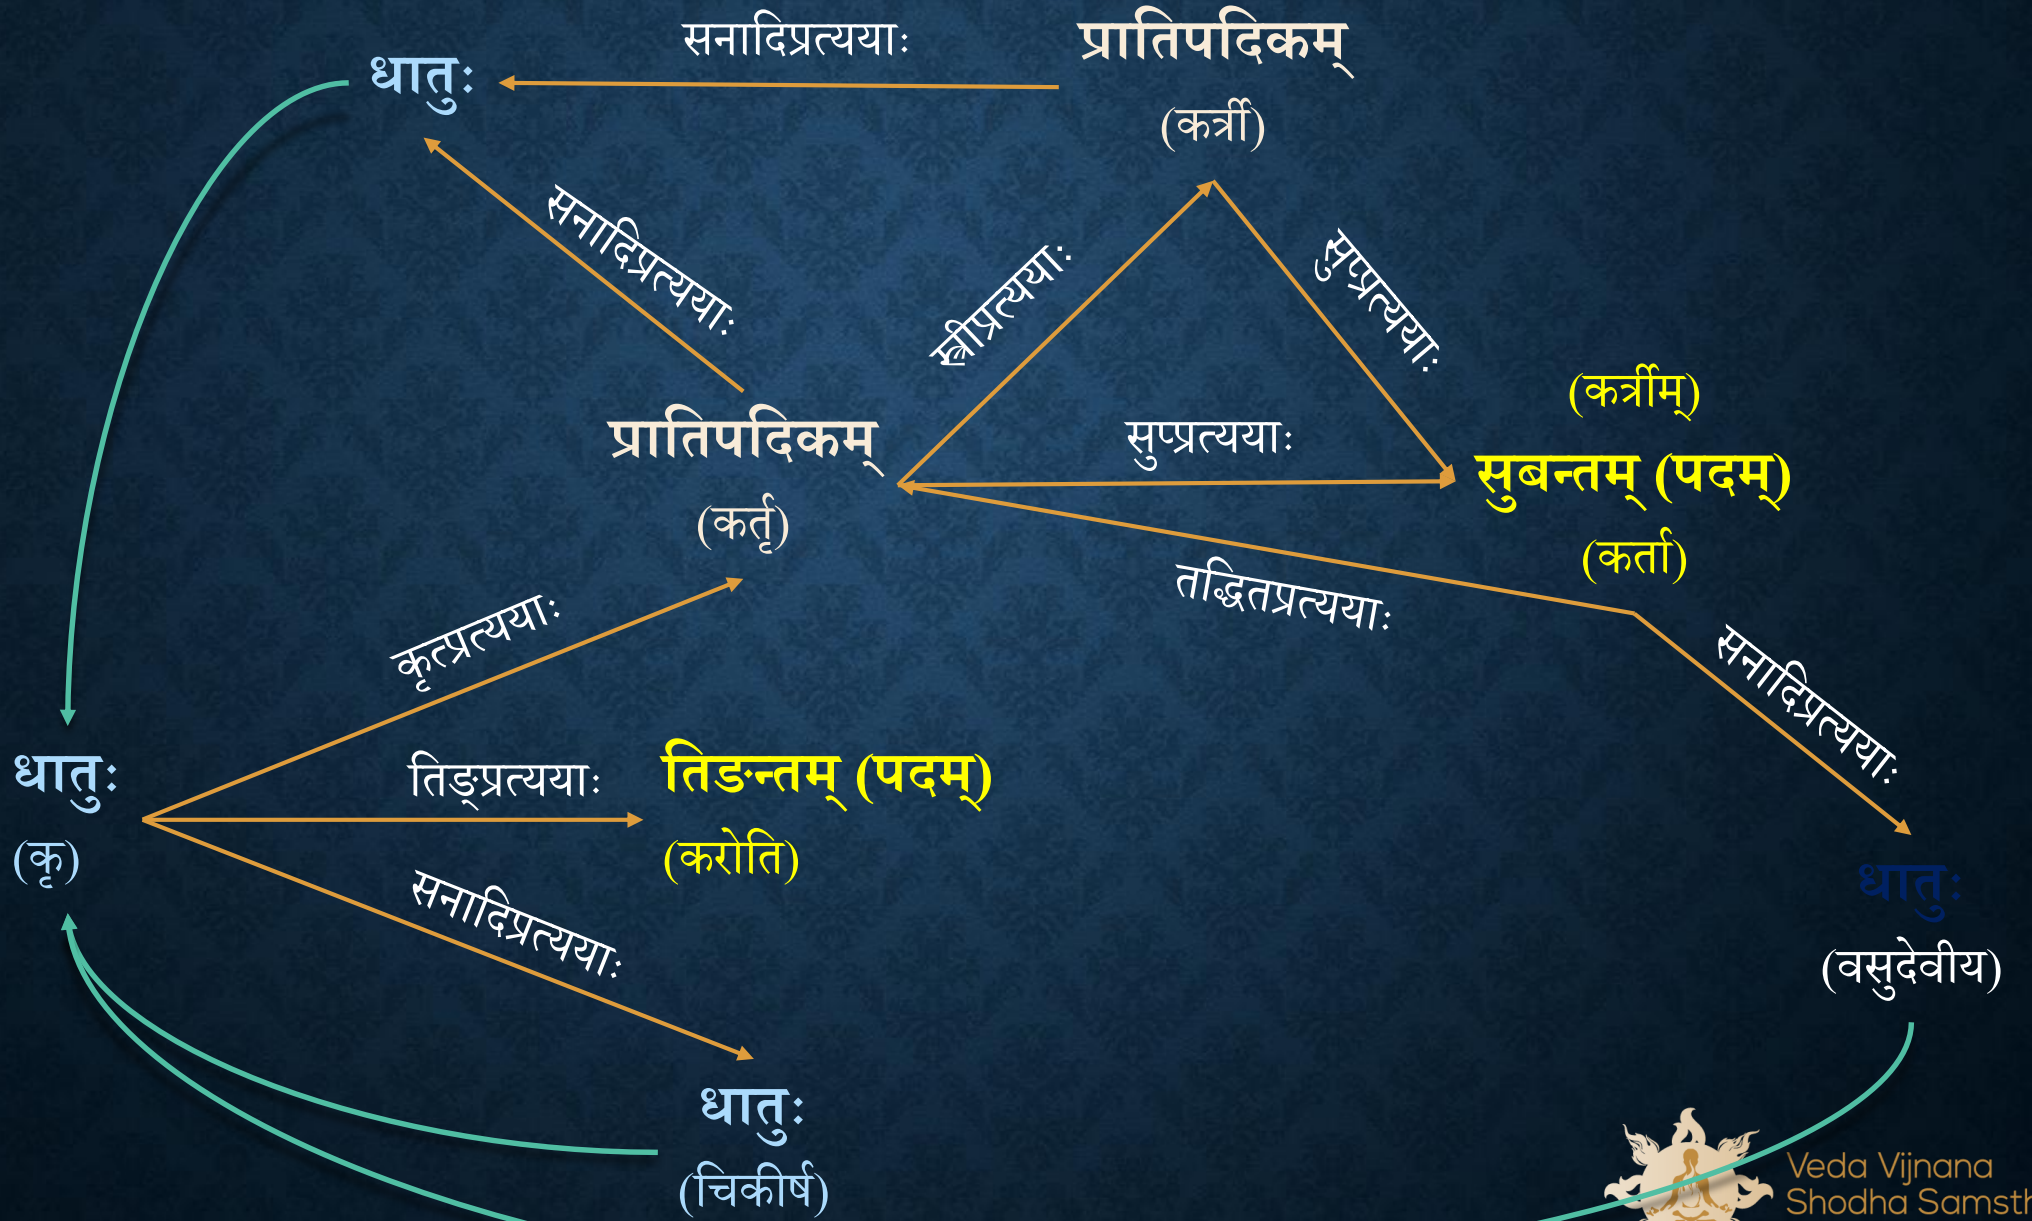 सनादिप्रत्ययाः
प्रातिपदिकम्
धातुः
(कर्त्री)
सनादिप्रत्ययाः
स्त्रीप्रत्ययाः
सुप्प्रत्ययाः
(कर्त्रीम्)
प्रातिपदिकम्
सुप्प्रत्ययाः
सुबन्तम् (पदम्)
(कर्तृ)
(कर्ता)
तद्धितप्रत्ययाः
कृत्प्रत्ययाः
सनादिप्रत्ययाः
धातुः
तिङ्प्रत्ययाः
तिङन्तम् (पदम्)
(कृ)
(करोति)
धातुः
सनादिप्रत्ययाः
(वसुदेवीय)
धातुः
(चिकीर्ष)
Veda Vijnana
Shodha Samsth